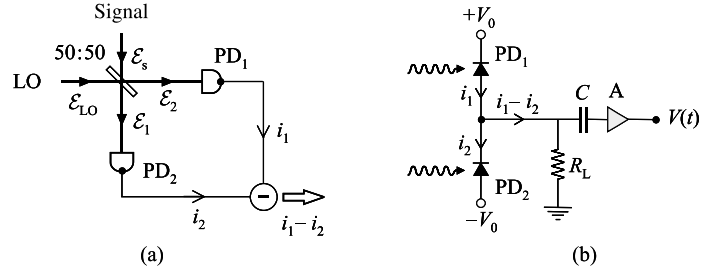 Signal
50:50
ℰs
PD1
LO
ℰLO
ℰ2
ℰ1
i1
PD2
i2
i1– i2
(a)
+V0
PD1
i1
i1– i2
C
A
V(t)
i2
RL
PD2
–V0
(b)